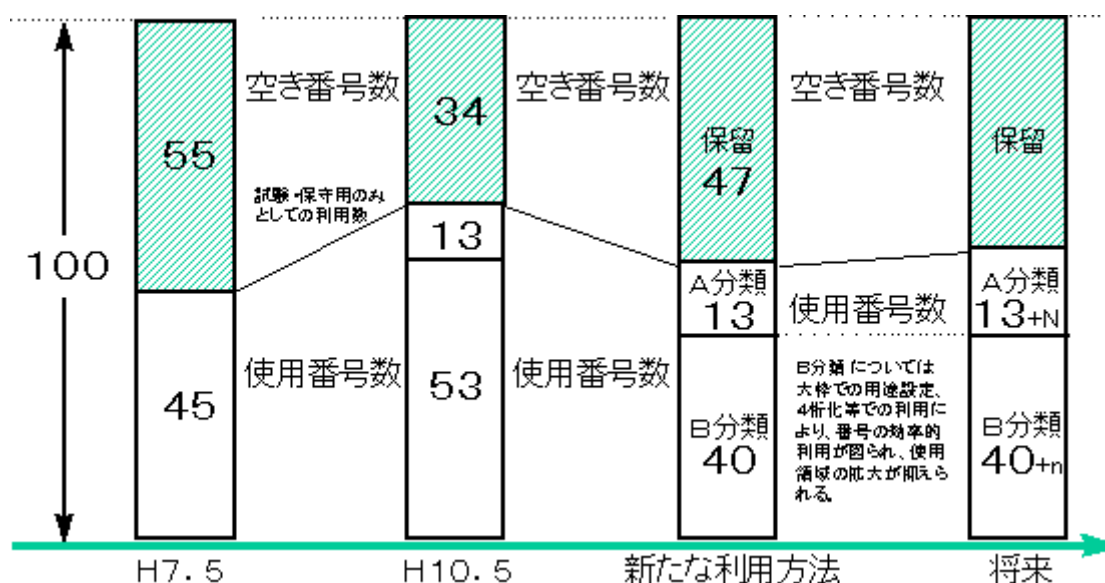 空き番号数
空き番号数
空き番号数
55
34
保留
47
保留
試験・保守用のみ
としての利用数
100
13
A分類
13
使用番号数
A分類
13+N
45
使用番号数
53
使用番号数
B分類
40
B分類については
大枠での用途設定、
4桁化等での利用に
より、番号の効率的
利用が図られ、使用
領域の拡大が抑えら
れる。
B分類
40+n
H7.5
H10.5
新たな利用方法
将来